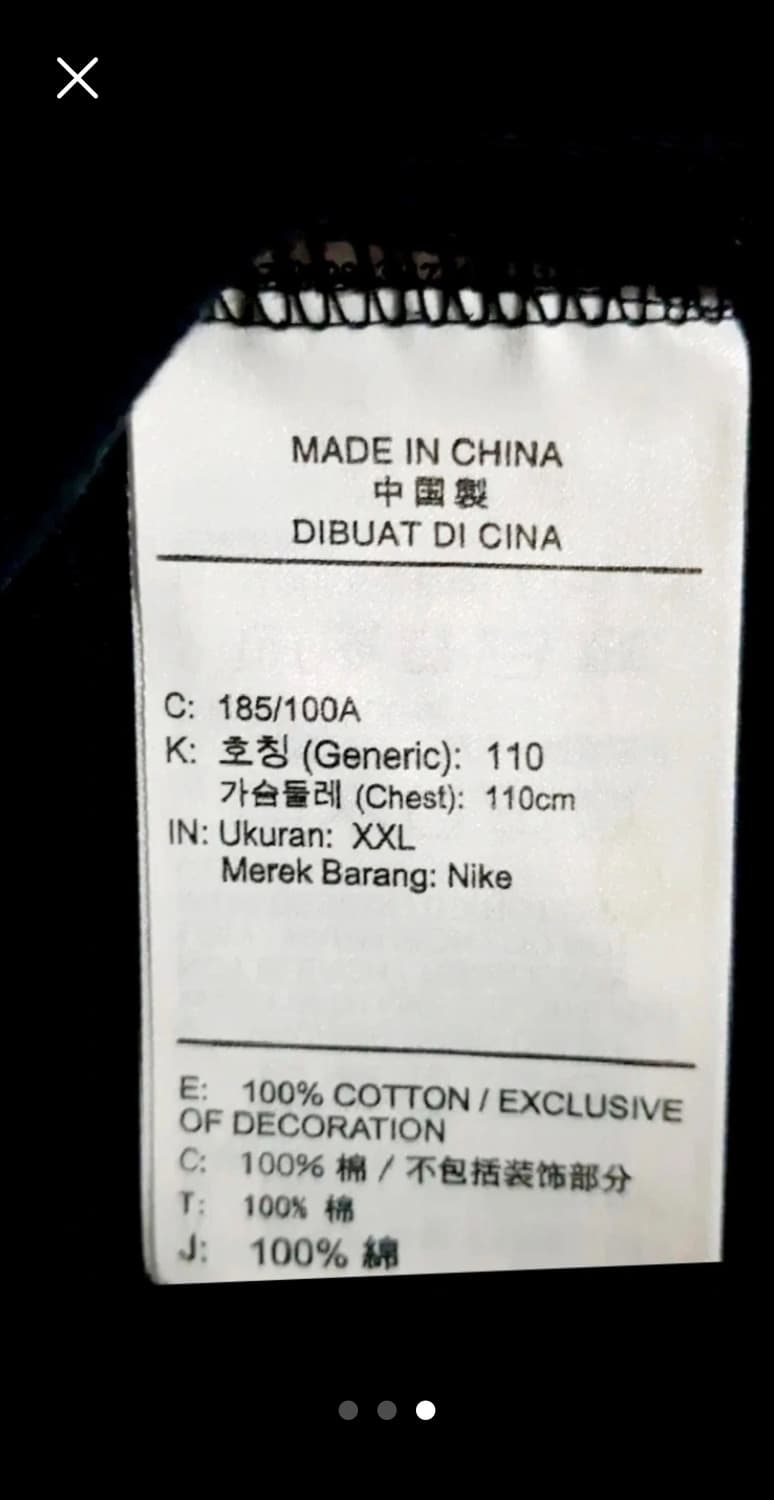 MADE IN CHINA
中国製
DIBUAT DI CINA
C: 185/100A
K: 호칭 (Generic): 110
가슴둘레 (Chest): 110cm
IN: Ukuran: XXL
Merek Barang: Nike
E: 100% COTTON / EXCLUSIVE
OF DECORATION
C: 100% 棉 / 不包括装饰部分
T: 100% 棉
J: 100% 綿